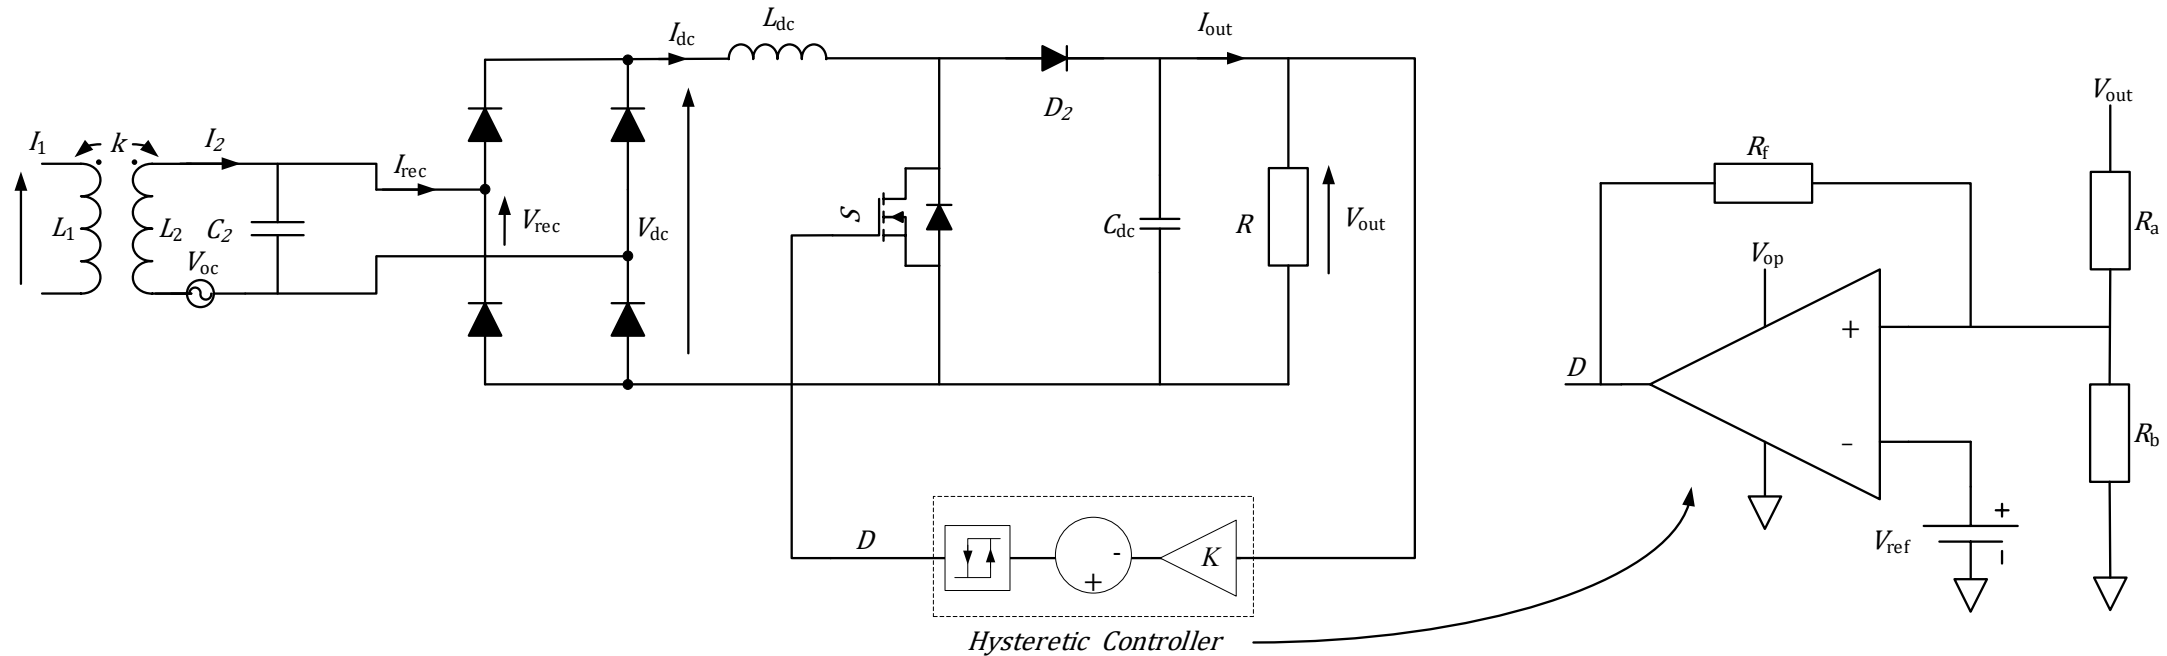 I1
k
I2
L1
L2
C2
Voc
Irec
Vrec
Idc
Vdc
Ldc
S
D2
Iout
Cdc
R
Vout
D
+
-
K
Hysteretic Controller
Rf
Vop
D
+
–
Vref
+
–
Vout
Ra
Rb